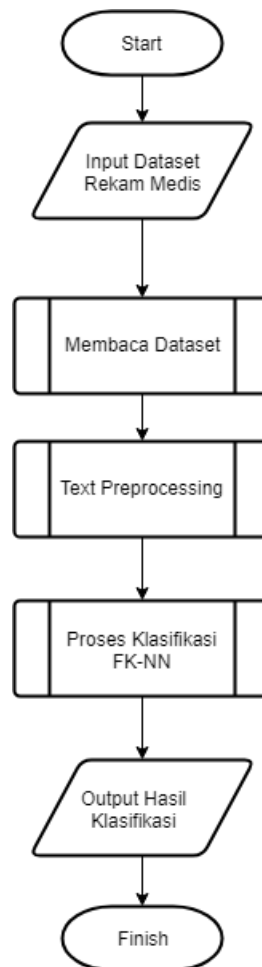 Start
Input Dataset
Rekam Medis
Membaca Dataset
Text Preprocessing
Proses Klasifikasi
FK-NN
Output Hasil
Klasifikasi
Finish